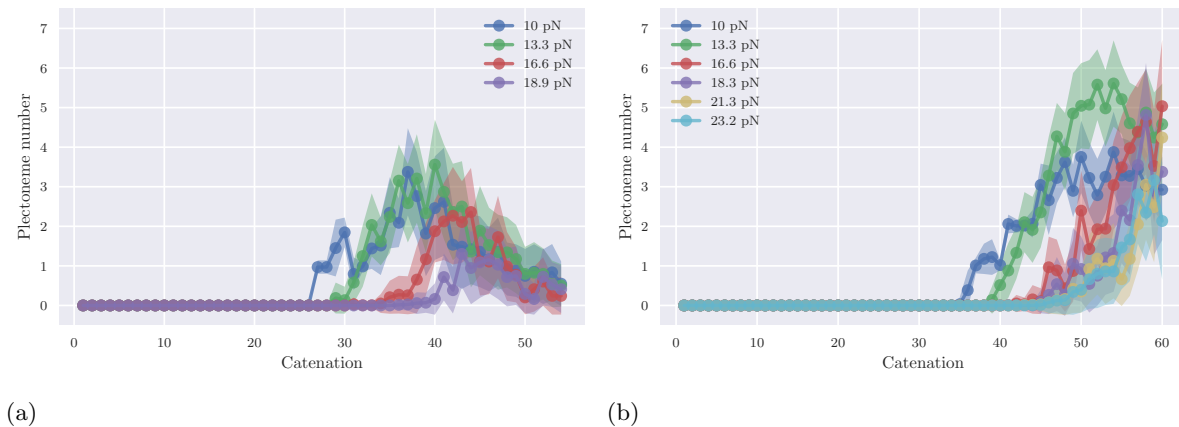 7
6
5
4
3
2
1
0
Plectoneme number
0
10
20
30
40
50
Catenation
10 pN
13.3 pN
16.6 pN
18.9 pN
(a)
7
6
5
4
3
2
1
0
Plectoneme number
0
10
20
30
40
50
60
Catenation
10 pN
13.3 pN
16.6 pN
18.3 pN
21.3 pN
23.2 pN
(b)